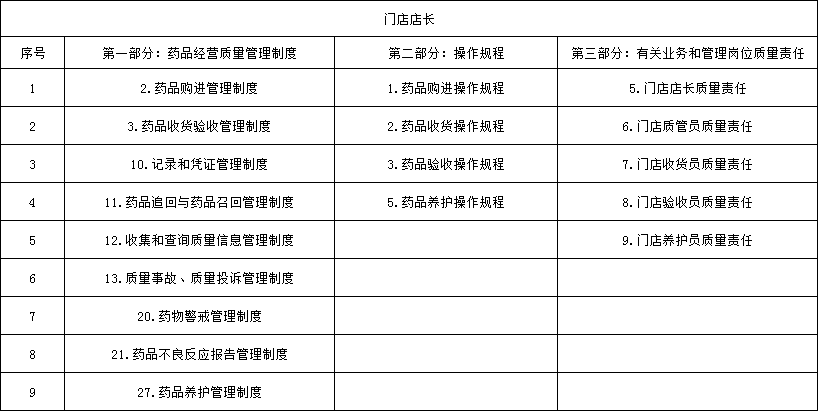 门店店长
序号 第一部分：药品经营质量管理制度 第二部分：操作规程 第三部分：有关业务和管理岗位质量责任
1 2.药品购进管理制度 1.药品购进操作规程 5.门店店长质量责任
2 3.药品收货验收管理制度 2.药品收货操作规程 6.门店质管员质量责任
3 10.记录和凭证管理制度 3.药品验收操作规程 7.门店收货员质量责任
4 11.药品追回与药品召回管理制度 5.药品养护操作规程 8.门店验收员质量责任
5 12.收集和查询质量信息管理制度 9.门店养护员质量责任
6 13.质量事故、质量投诉管理制度
7 20.药物警戒管理制度
8 21.药品不良反应报告管理制度
9 27.药品养护管理制度